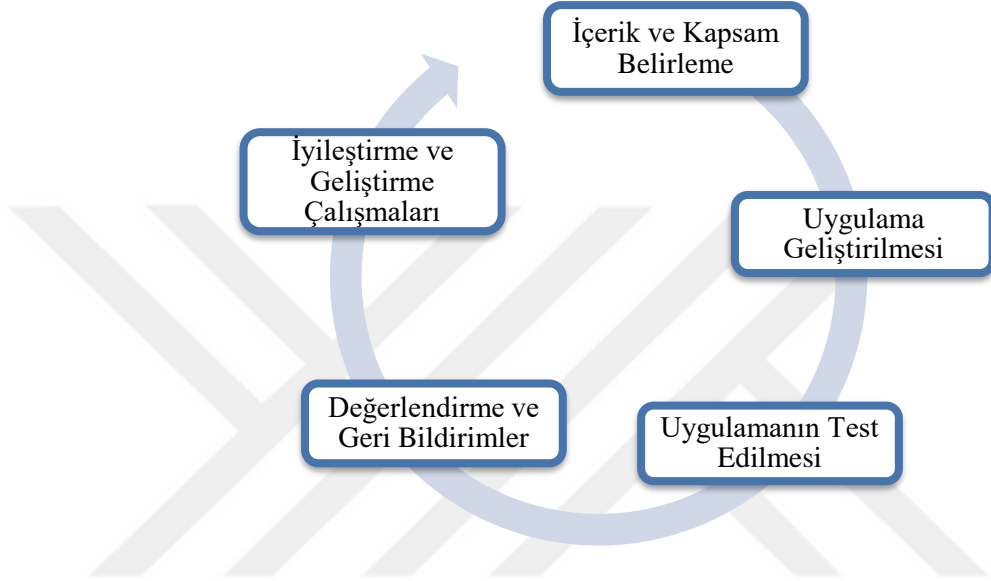 İçerik ve Kapsam
Belirleme
Uygulama
Geliştirilmesi
Uygulamanın Test
Edilmesi
Değerlendirme ve
Geri Bildirimler
İyileştirme ve
Geliştirme
Çalışmaları